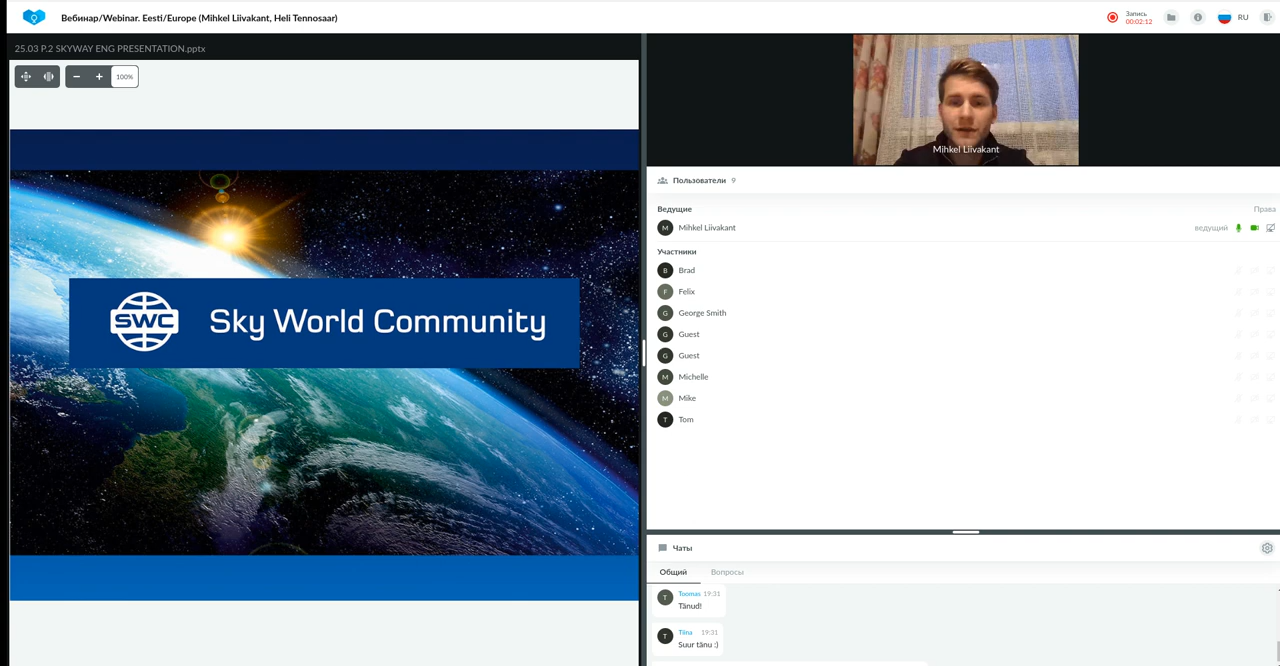 Вебинар/Webinar. Eesti/Europe (Mihkel Liivakant, Heli Tennosaar)
Запись
00:02:12
RU
25.03 P.2 SKYWAY ENG PRESENTATION.pptx
100%
SWC Sky World Community
Mihkel Liivakant
Пользователи 9
Ведущие Права
M Mihkel Liivakant ведущий
Участники
B Brad
F Felix
G George Smith
G Guest
G Guest
M Michelle
M Mike
T Tom
Чаты
Общий Вопросы
T Toomas 19:31
Tänud!
T Tiina 19:31
Suur tänu :)